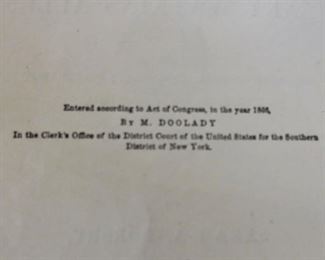 Entered according to Act of Congress, in the year 1866,
By M. DOOLADY
In the Clerk's Office of the District Court of the United States for the Southern
District of New York.